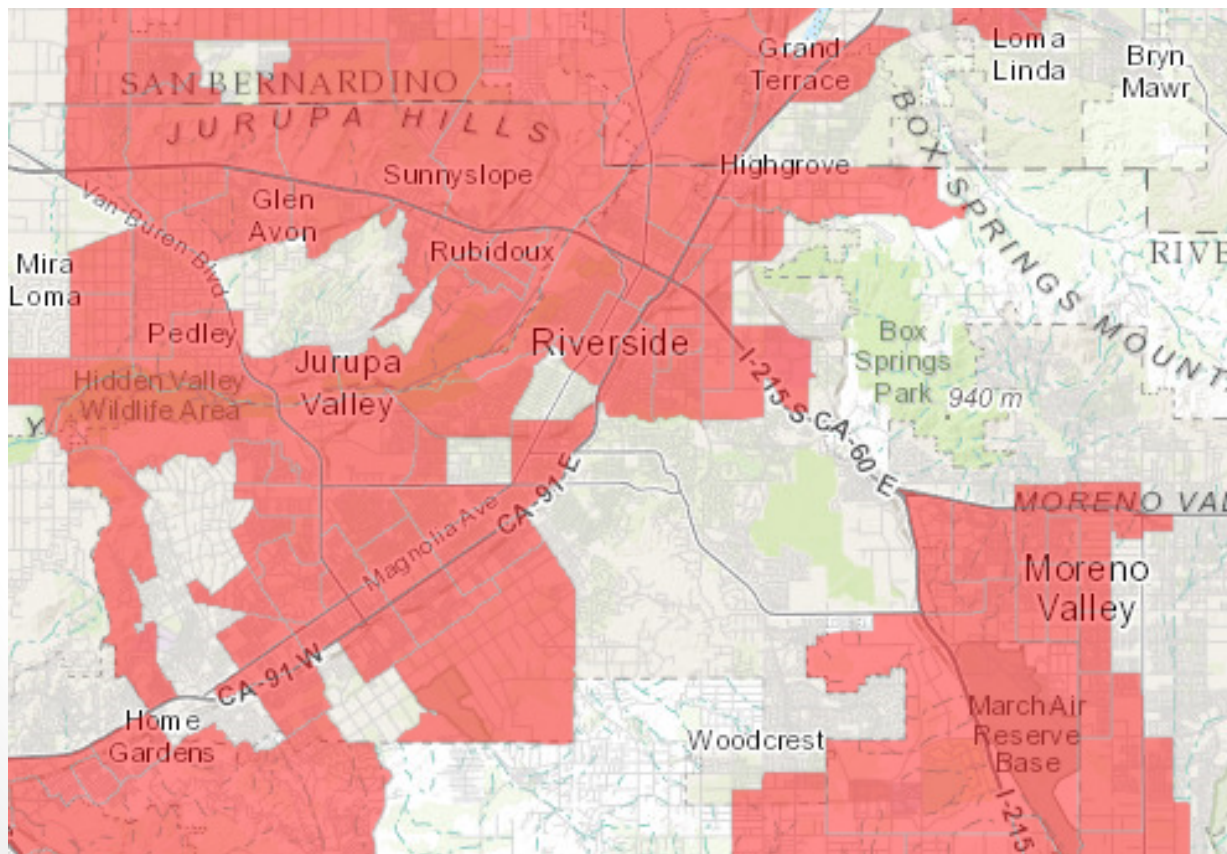 Grand
Terrace
Loma
Linda
Bryn
Mawr
SAN BERNARDINO
JURUPA HILLS
BOX SPRINGS MOUNT
Highgrove
Sunnyslope
Van Buren Blvd
Glen
Avon
Rubidoux
RIVE
Mira
Loma
Pedley
Riverside
Jurupa
Valley
I-215 S
CA-60 E
Box
Springs
Park
940 m
Hidden Valley
Wildlife Area
Y
CA-91 E
Magnolia Ave
MORENO VAL
Moreno
Valley
CA-91 W
Home
Gardens
Woodcrest
March Air
Reserve
Base
I-215